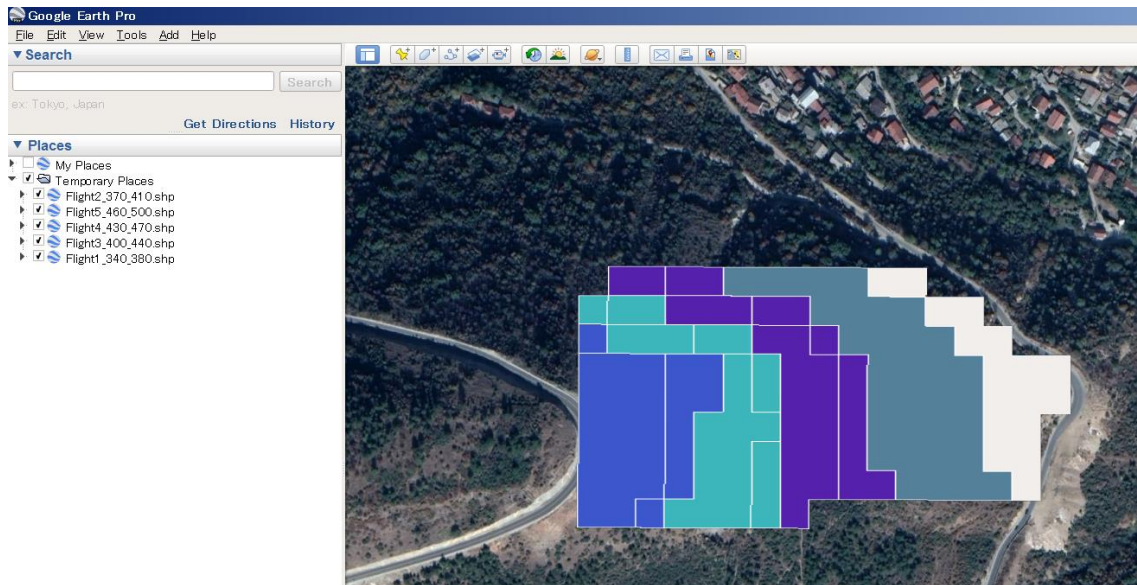 Google Earth Pro
File Edit View Tools Add Help
Search
Search
ex: Tokyo, Japan
Get Directions History
Places
My Places
Temporary Places
Flight2_370_410.shp
Flight5_460_500.shp
Flight4_430_470.shp
Flight3_400_440.shp
Flight1_340_380.shp